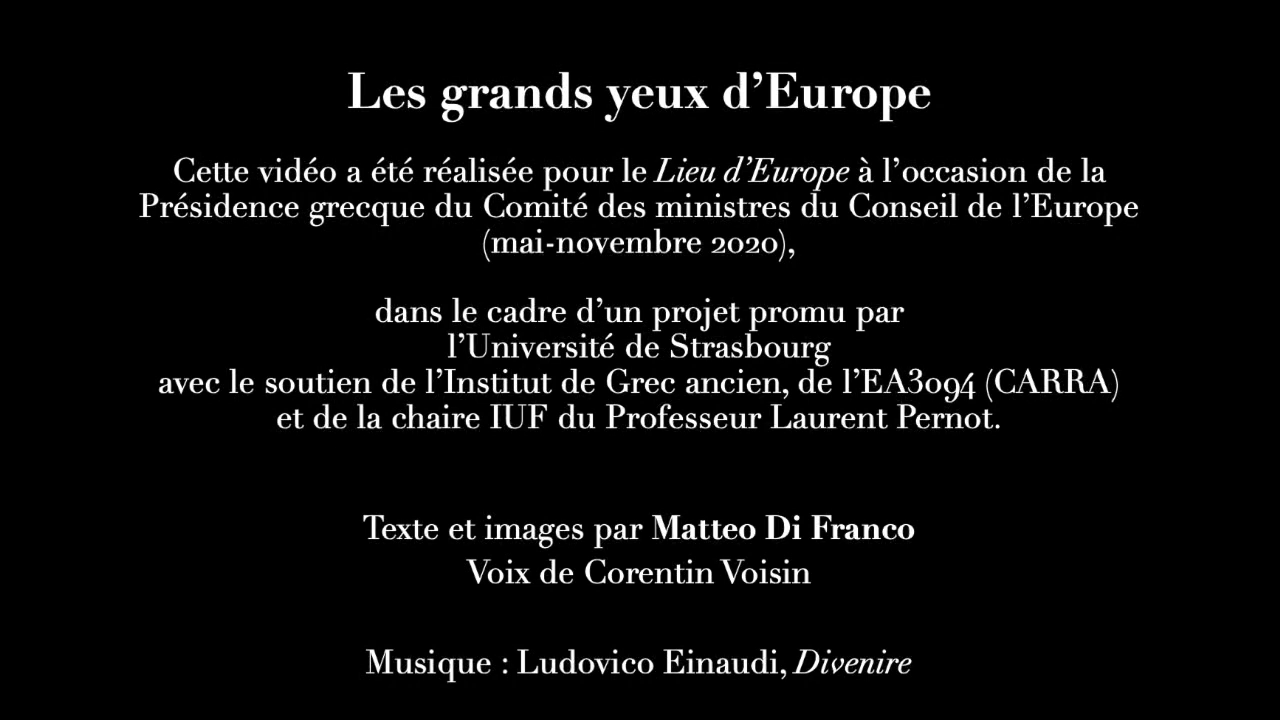 Les grands yeux d’Europe
Cette vidéo a été réalisée pour le Lieu d’Europe à l’occasion de la
Présidence grecque du Comité des ministres du Conseil de l’Europe
(mai-novembre 2020),
dans le cadre d’un projet promu par
l’Université de Strasbourg
avec le soutien de l’Institut de Grec ancien, de l’EA3094 (CARRA)
et de la chaire IUF du Professeur Laurent Pernot.
Texte et images par Matteo Di Franco
Voix de Corentin Voisin
Musique : Ludovico Einaudi, Divenire